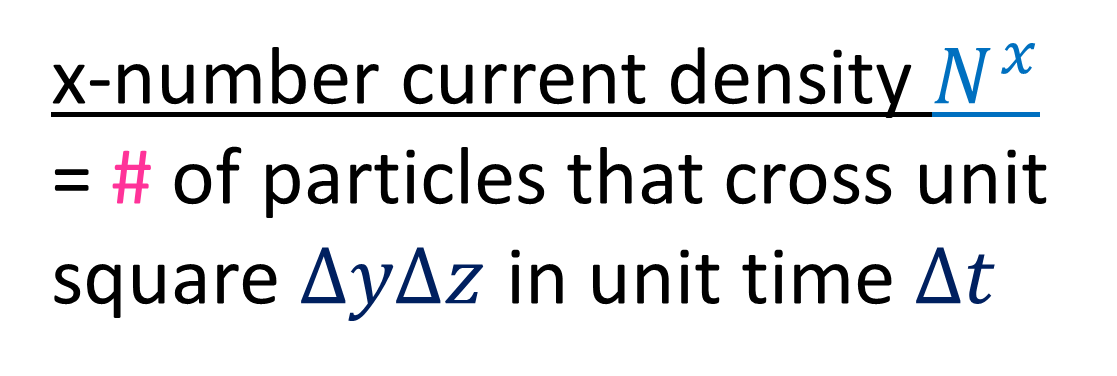 x-number current density Nˣ
= # of particles that cross unit
square ΔyΔz in unit time Δt